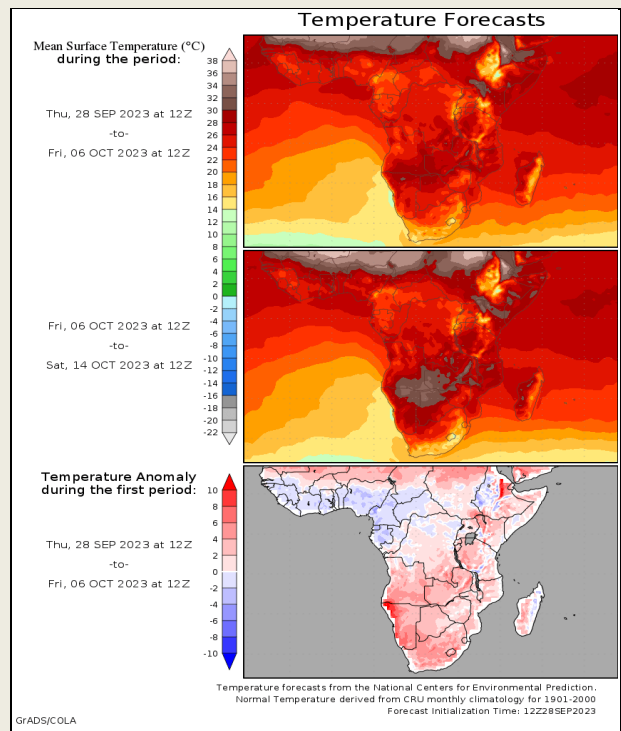 Temperature Forecasts
Mean Surface Temperature (°C)
during the period:
Thu, 28 SEP 2023 at 12Z
-to-
Fri, 06 OCT 2023 at 12Z
38
36
34
32
30
28
26
24
22
20
18
16
14
12
10
8
6
4
2
0
-2
-4
-6
-8
-10
-12
-14
-16
-18
-20
-22
Fri, 06 OCT 2023 at 12Z
-to-
Sat, 14 OCT 2023 at 12Z
Temperature Anomaly
during the first period:
Thu, 28 SEP 2023 at 12Z
-to-
Fri, 06 OCT 2023 at 12Z
10
8
6
4
2
0
-2
-4
-6
-8
-10
Temperature forecasts from the National Centers for Environmental Prediction.
Normal Temperature derived from CRU monthly climatology for 1901-2000
Forecast Initialization Time: 12Z28SEP2023
GrADS/COLA